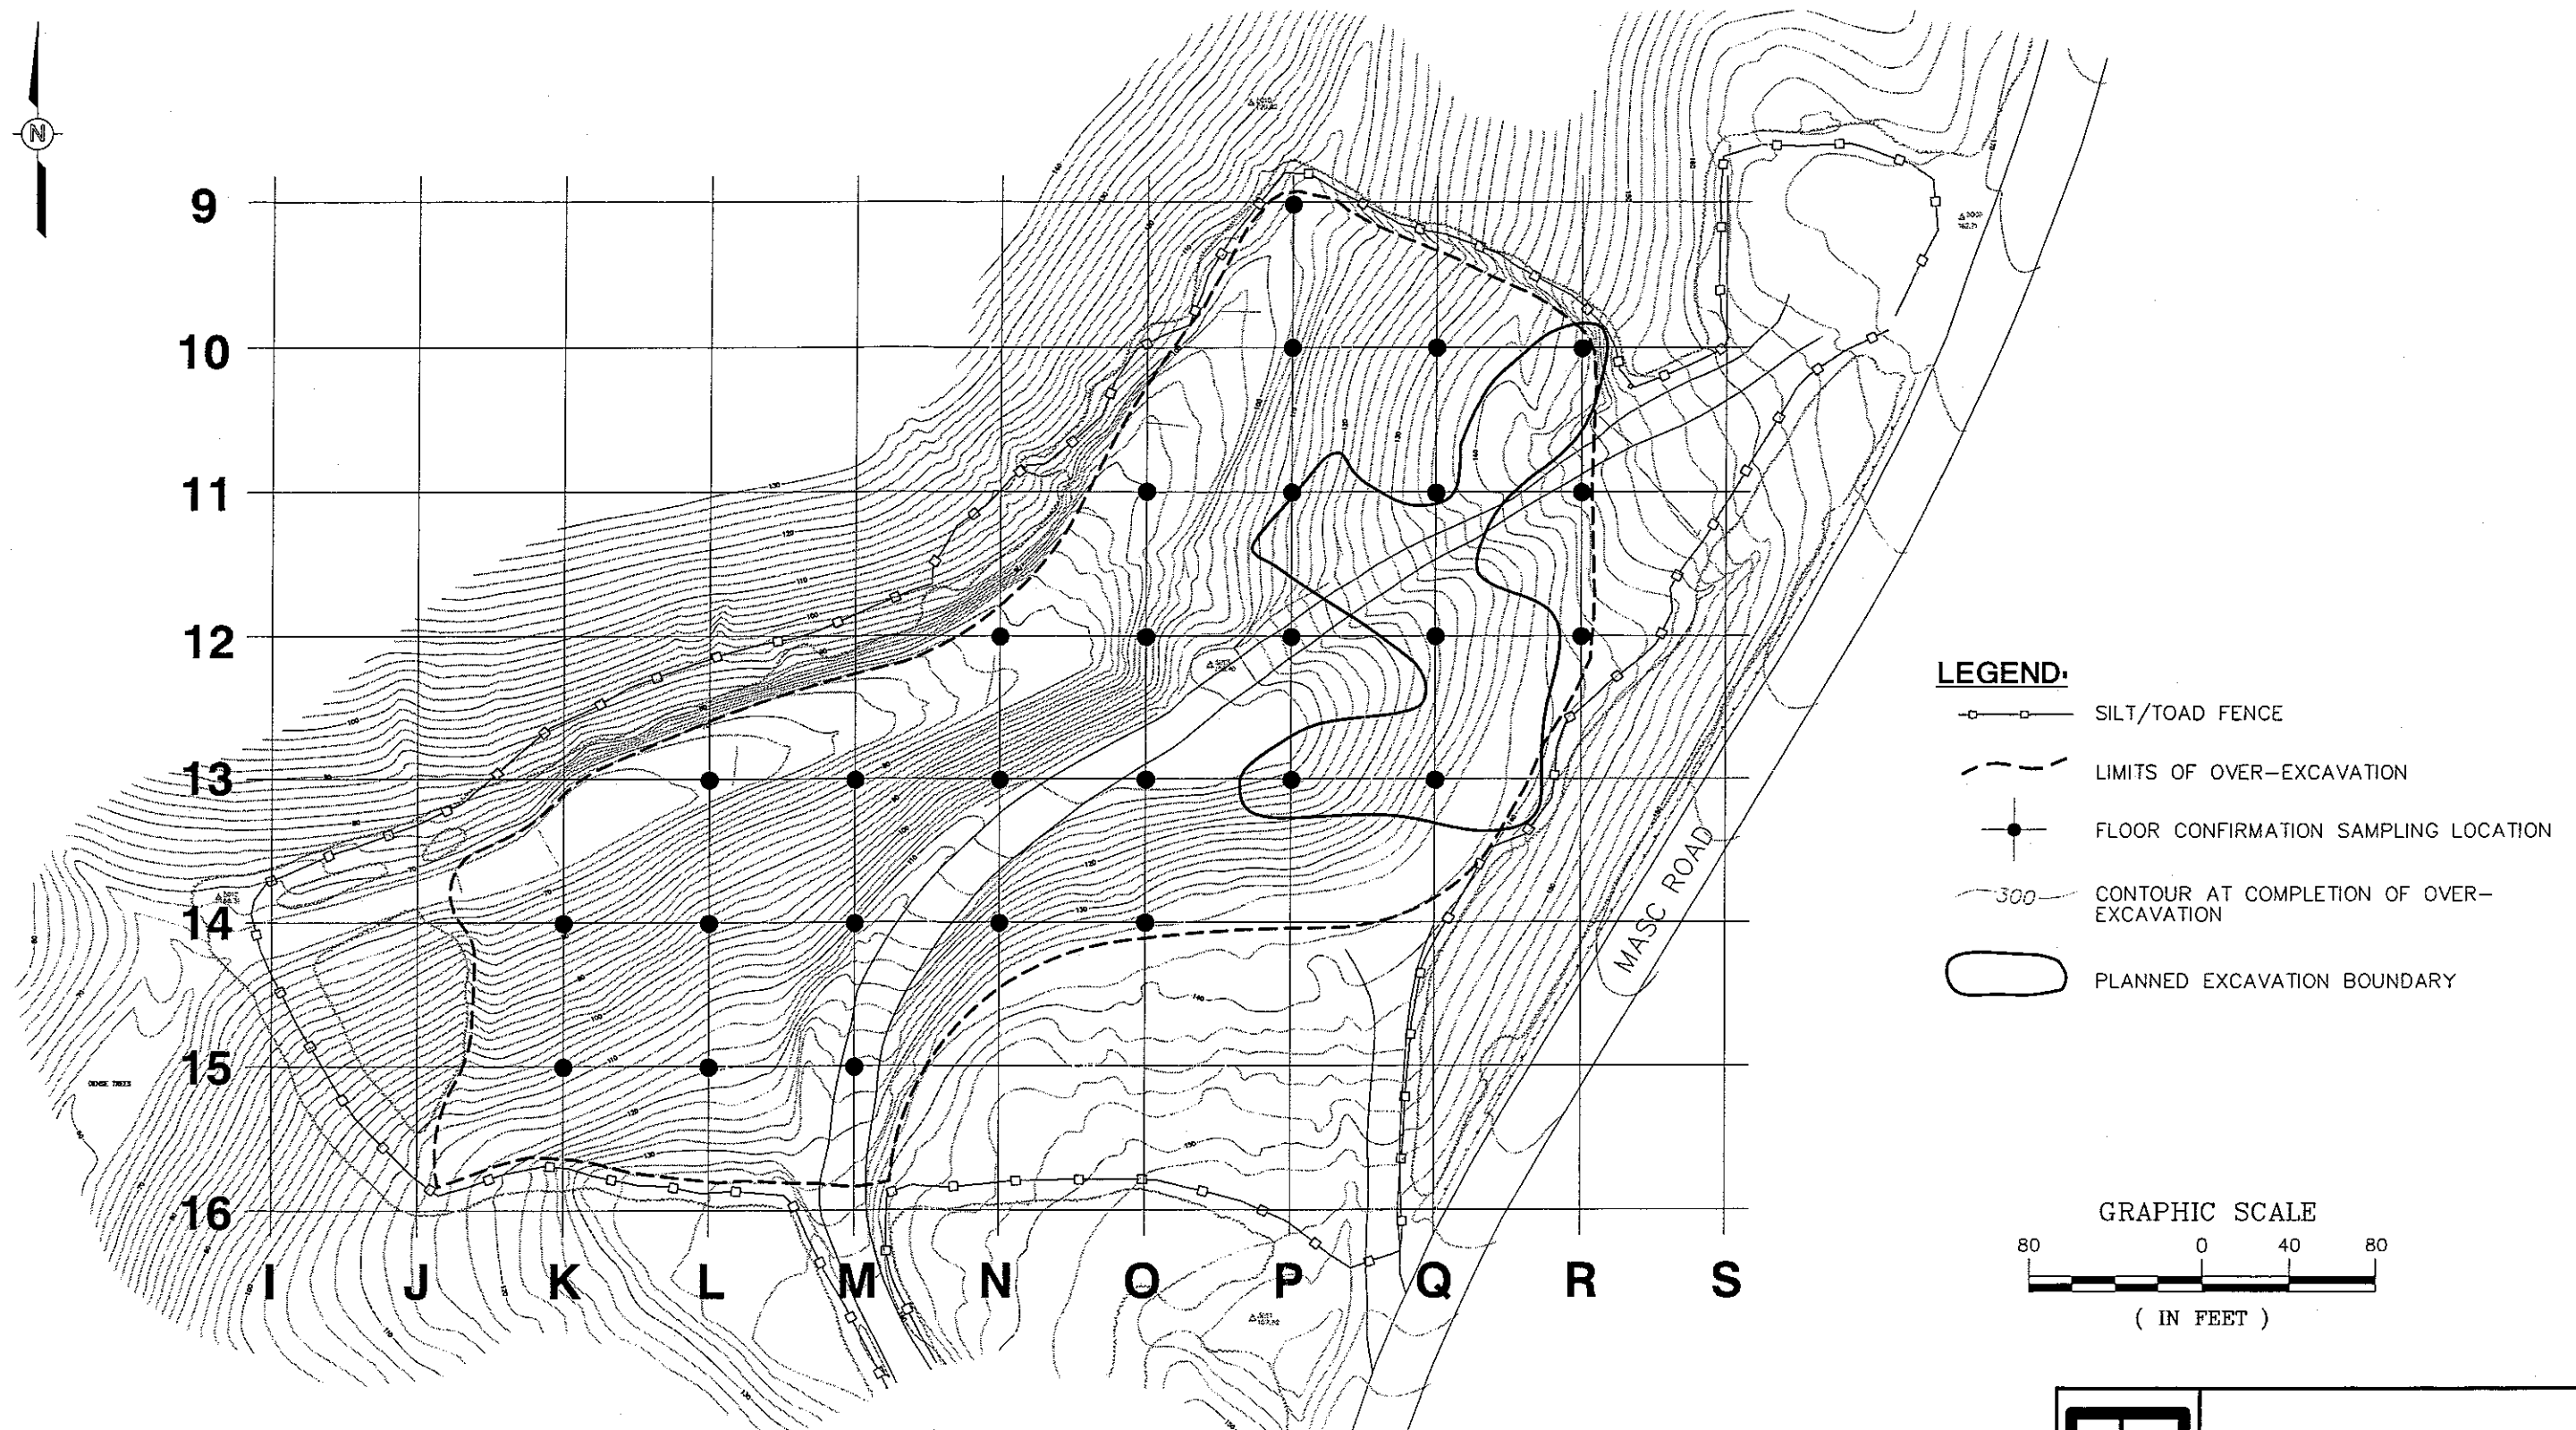 N
9
10
11
12
13
14
15
16
I J K L M N O P Q R S
MASC ROAD
DENSE TREES
LEGEND:
SILT/TOAD FENCE
LIMITS OF OVER-EXCAVATION
FLOOR CONFIRMATION SAMPLING LOCATION
300
CONTOUR AT COMPLETION OF OVER-
EXCAVATION
PLANNED EXCAVATION BOUNDARY
GRAPHIC SCALE
80 0 40 80
( IN FEET )